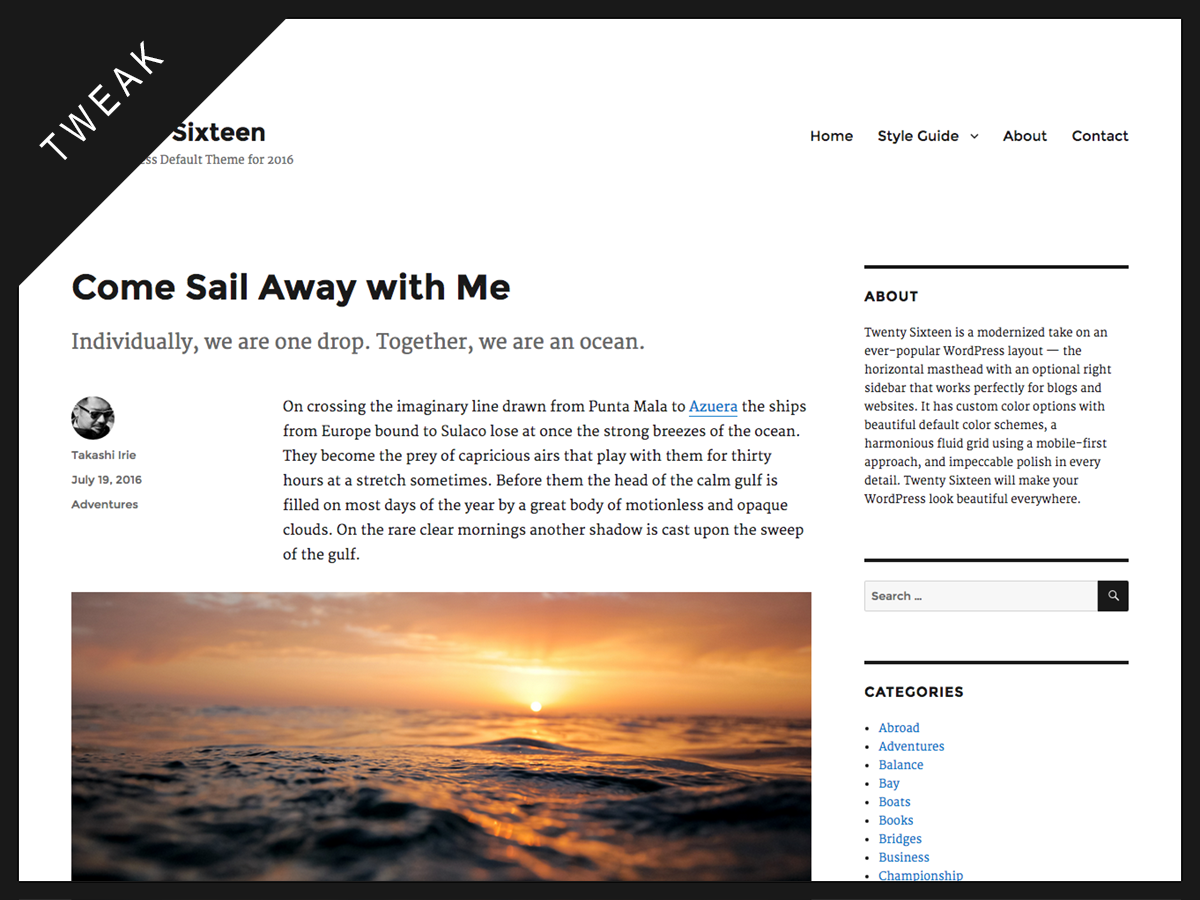 TWEAK
Sixteen
ess Default Theme for 2016
Home Style Guide About Contact
Come Sail Away with Me
Individually, we are one drop. Together, we are an ocean.
Takashi Irie
July 19, 2016
Adventures
On crossing the imaginary line drawn from Punta Mala to Azuera the ships
from Europe bound to Sulaco lose at once the strong breezes of the ocean.
They become the prey of capricious airs that play with them for thirty
hours at a stretch sometimes. Before them the head of the calm gulf is
filled on most days of the year by a great body of motionless and opaque
clouds. On the rare clear mornings another shadow is cast upon the sweep
of the gulf.
ABOUT
Twenty Sixteen is a modernized take on an
ever-popular WordPress layout — the
horizontal masthead with an optional right
sidebar that works perfectly for blogs and
websites. It has custom color options with
beautiful default color schemes, a
harmonious fluid grid using a mobile-first
approach, and impeccable polish in every
detail. Twenty Sixteen will make your
WordPress look beautiful everywhere.
Search …
CATEGORIES
• Abroad
• Adventures
• Balance
• Bay
• Boats
• Books
• Bridges
• Business
• Championship